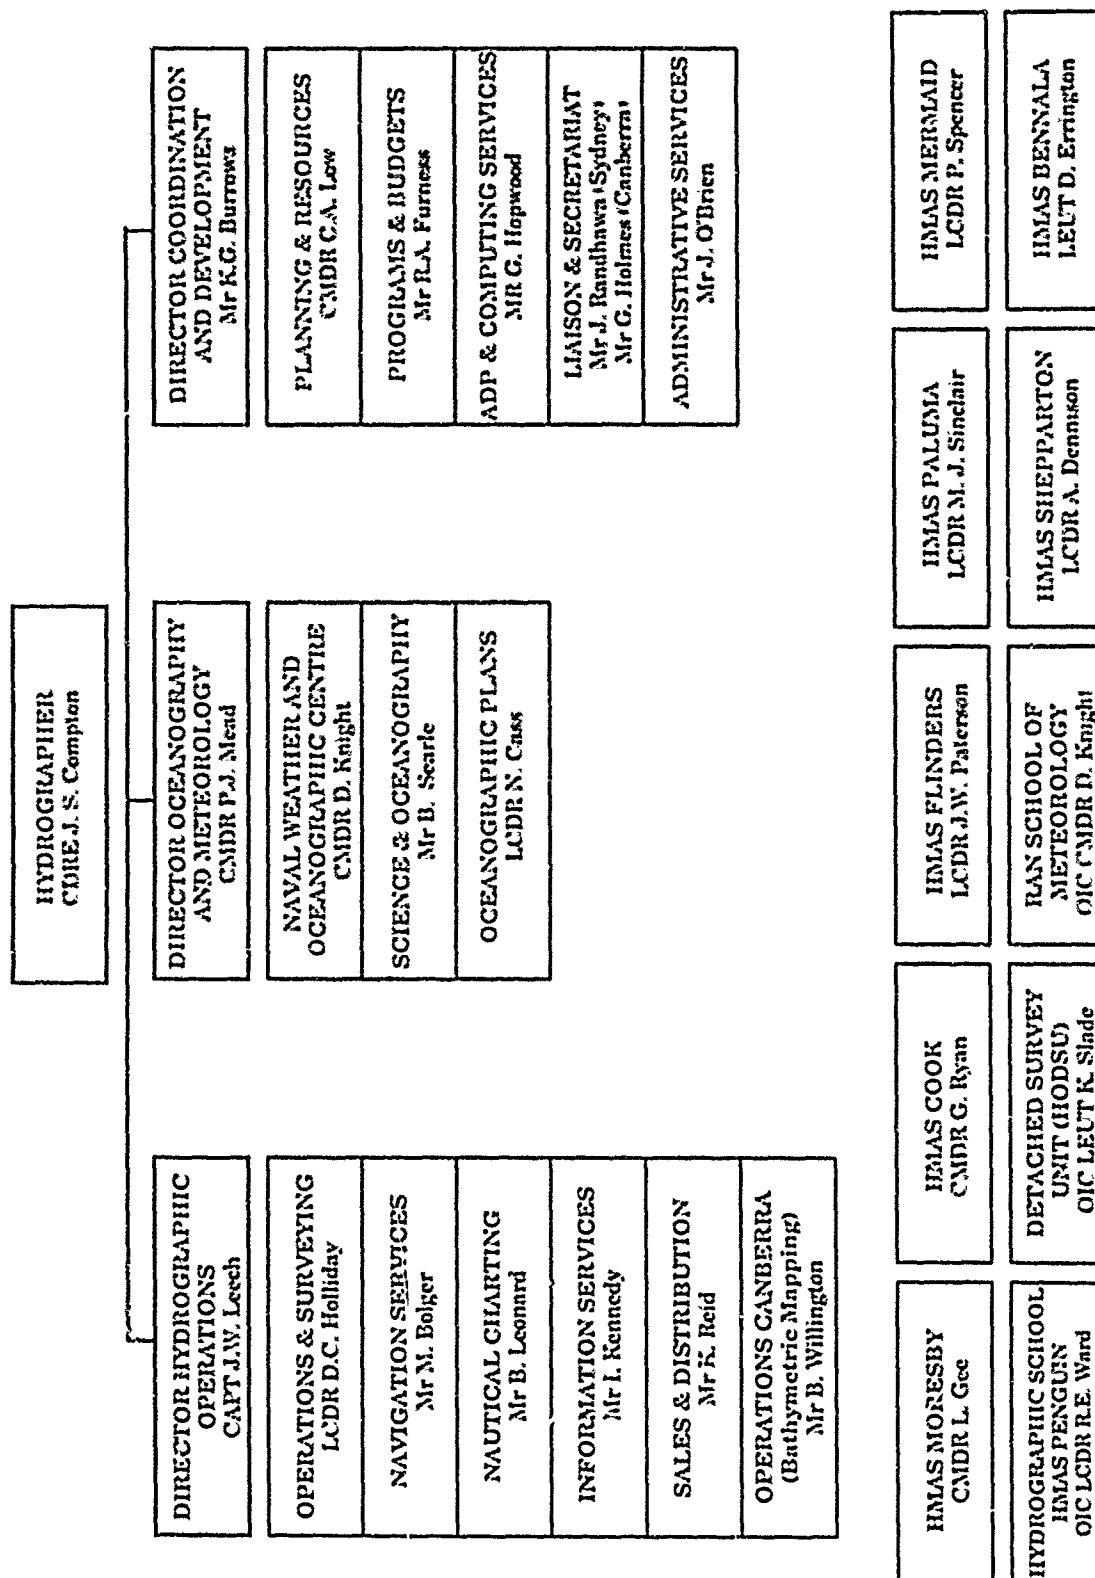 HYDROGRAPHER
CDRE J. S. Compton
DIRECTOR HYDROGRAPHIC
OPERATIONS
CAPT J.W. Leech
OPERATIONS & SURVEYING
LCDR D.C. Holliday
NAVIGATION SERVICES
Mr M. Bolger
NAUTICAL CHARTING
Mr B. Leonard
INFORMATION SERVICES
Mr I. Kennedy
SALES & DISTRIBUTION
Mr K. Reid
OPERATIONS CANBERRA
(Bathymetric Mapping)
Mr B. Willington
DIRECTOR OCEANOGRAPHY
AND METEOROLOGY
CMDR P.J. Mead
NAVAL WEATHER AND
OCEANOGRAPHIC CENTRE
CMDR D. Knight
SCIENCE & OCEANOGRAPHY
Mr B. Searle
OCEANOGRAPHIC PLANS
LCDR N. Cass
DIRECTOR COORDINATION
AND DEVELOPMENT
Mr K.G. Burrows
PLANNING & RESOURCES
CMDR C.A. Low
PROGRAMS & BUDGETS
Mr R.A. Furness
ADP & COMPUTING SERVICES
MR G. Hopwood
LIAISON & SECRETARIAT
Mr J. Randhawa (Sydney)
Mr G. Holmes (Canberra)
ADMINISTRATIVE SERVICES
Mr J. O'Brien
HMAS MORESBY
CMDR L. Gee
HMAS COOK
CMDR G. Ryan
HMAS FLINDERS
LCDR J.W. Paterson
HMAS PALUMA
LCDR M. J. Sinclair
HMAS MERMAID
LCDR P. Spencer
HYDROGRAPHIC SCHOOL
HMAS PENGUIN
OIC LCDR R.E. Ward
DETACHED SURVEY
UNIT (HODSU)
OIC LEUT K. Slade
RAN SCHOOL OF
METEOROLOGY
OIC CMDR D. Knight
HMAS SHEPPARTON
LCDR A. Dennison
HMAS BENNALA
LEUT D. Errington